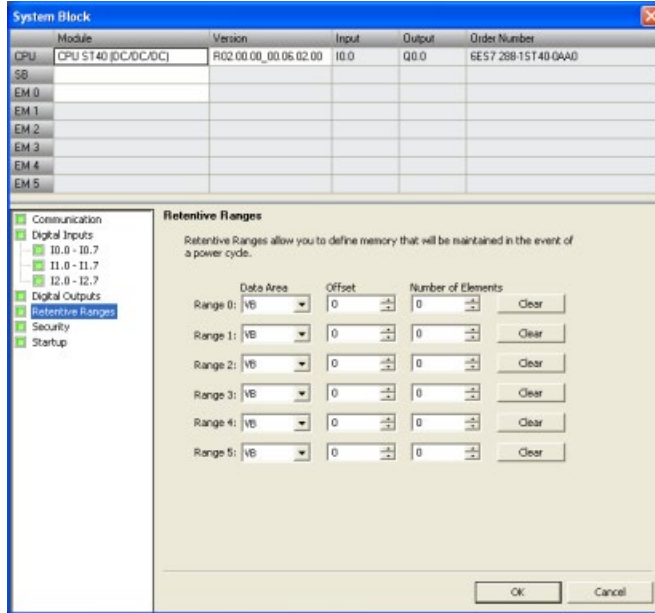 System Block
Module Version Input Output Order Number
CPU CPU ST40 (DC/DC/DC) R02.00.00_00.06.02.00 I0.0 Q0.0 6ES7 288-1ST40-0AA0
SB
EM 0
EM 1
EM 2
EM 3
EM 4
EM 5
Communication
Digital Inputs
I0.0 - I0.7
I1.0 - I1.7
I2.0 - I2.7
Digital Outputs
Retentive Ranges
Security
Startup
Retentive Ranges
Retentive Ranges allow you to define memory that will be maintained in the event of
a power cycle.
Data Area Offset Number of Elements
Range 0: VB 0 0 Clear
Range 1: VB 0 0 Clear
Range 2: VB 0 0 Clear
Range 3: VB 0 0 Clear
Range 4: VB 0 0 Clear
Range 5: VB 0 0 Clear
OK Cancel